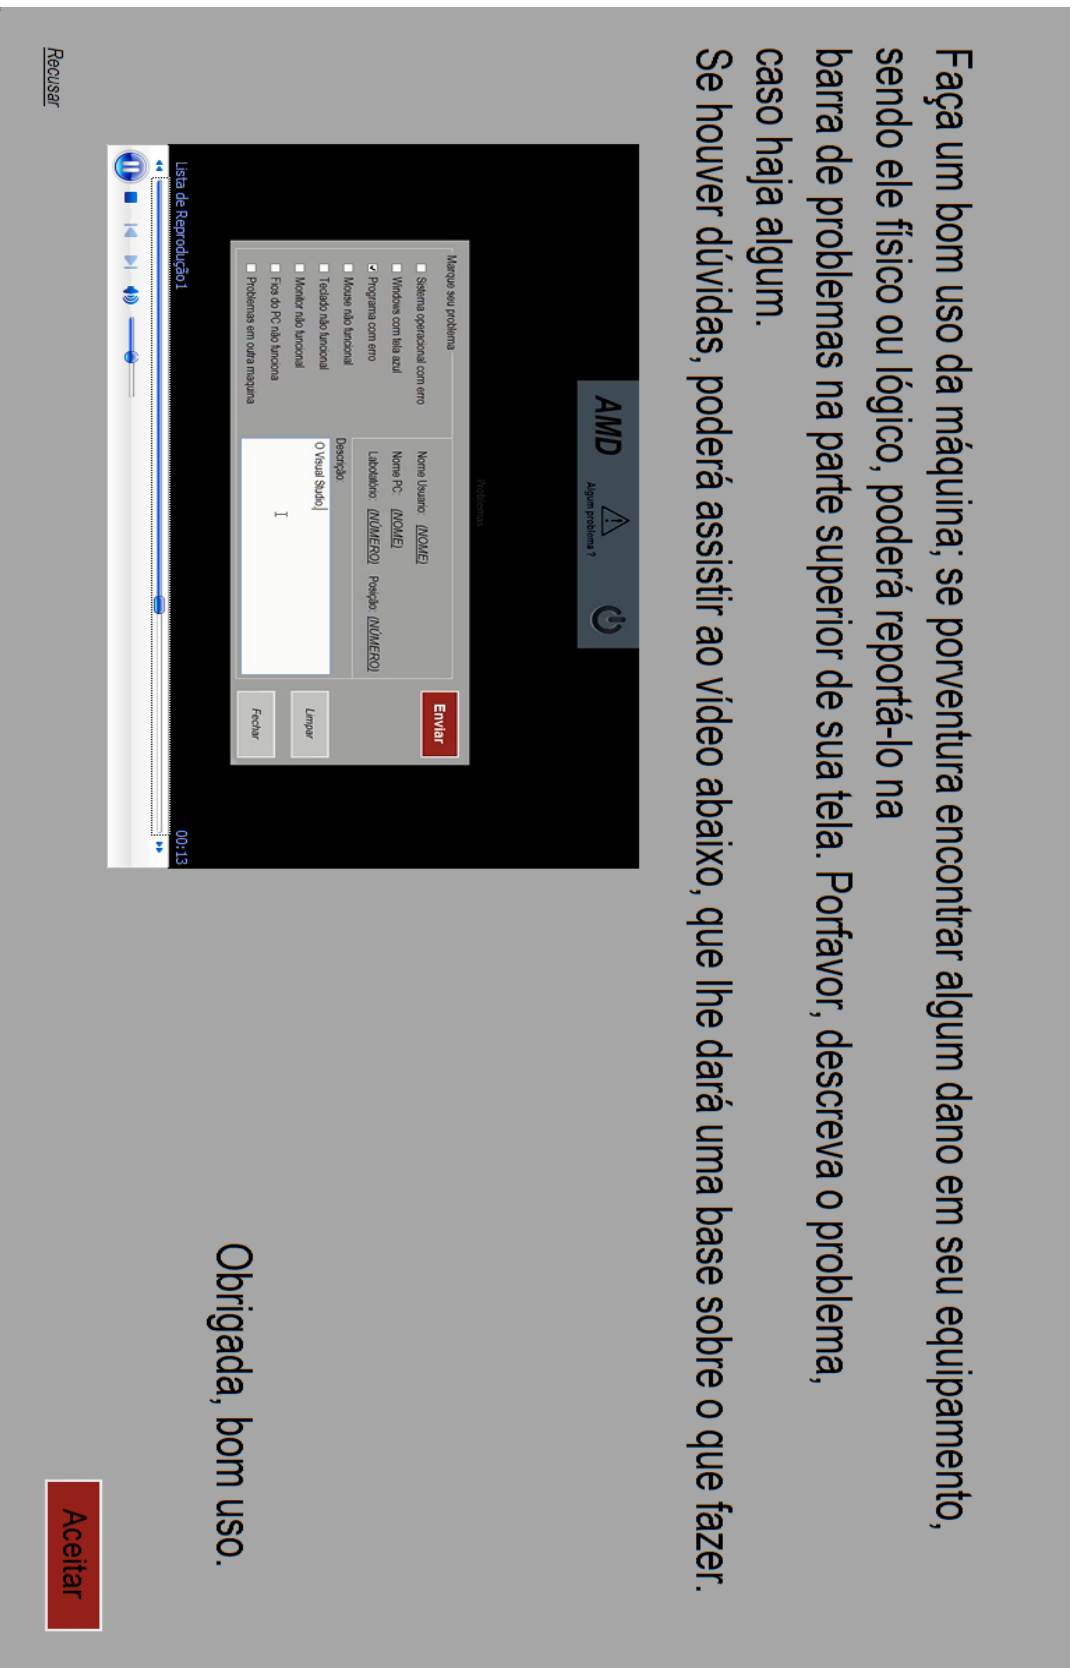 Faça um bom uso da máquina; se porventura encontrar algum dano em seu equipamento,
sendo ele físico ou lógico, poderá reportá-lo na
barra de problemas na parte superior de sua tela. Porfavor, descreva o problema,
caso haja algum.
Se houver dúvidas, poderá assistir ao vídeo abaixo, que lhe dará uma base sobre o que fazer.
AMD
Algum problema ?
Problemas
Marque seu problema
Sistema operacional com erro
Windows com tela azul
Programa com erro
Mouse não funcional
Teclado não funcional
Monitor não funcional
Fios do PC não funciona
Problemas em outra maquina
Nome Usuario: (NOME)
Nome PC: (NOME)
Labotatório: (NÚMERO) Posição: (NÚMERO)
Descrição:
O Visual Studio
Enviar
Limpar
Fechar
Lista de Reprodução1 00:13
Obrigada, bom uso.
Recusar
Aceitar